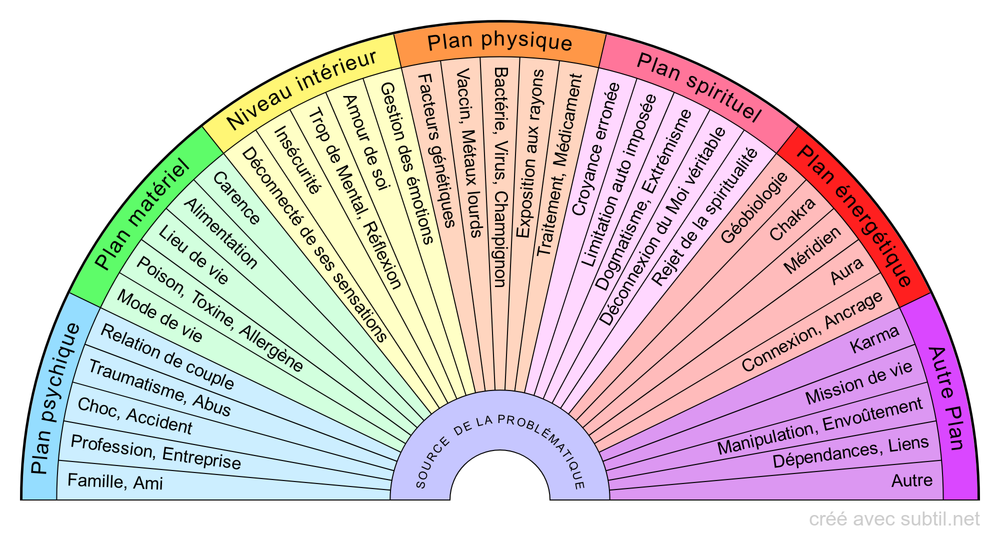 Plan psychique
Famille, Ami
Profession, Entreprise
Choc, Accident
Traumatisme, Abus
Relation de couple
Plan matériel
Mode de vie
Poison, Toxine, Allergène
Lieu de vie
Alimentation
Carence
Niveau intérieur
Déconnecté de ses sensations
Insécurité
Trop de Mental, Réflexion
Amour de soi
Gestion des émotions
Plan physique
Facteurs génétiques
Vaccin, Métaux lourds
Bactérie, Virus, Champignon
Exposition aux rayons
Traitement, Médicament
Plan spirituel
Croyance erronée
Limitation auto imposée
Dogmatisme, Extrémisme
Déconnexion du Moi véritable
Rejet de la spiritualité
Plan énergétique
Géobiologie
Chakra
Méridien
Aura
Connexion, Ancrage
Autre Plan
Karma
Mission de vie
Manipulation, Envoûtement
Dépendances, Liens
Autre
SOURCE DE LA PROBLÉMATIQUE
créé avec subtil.net